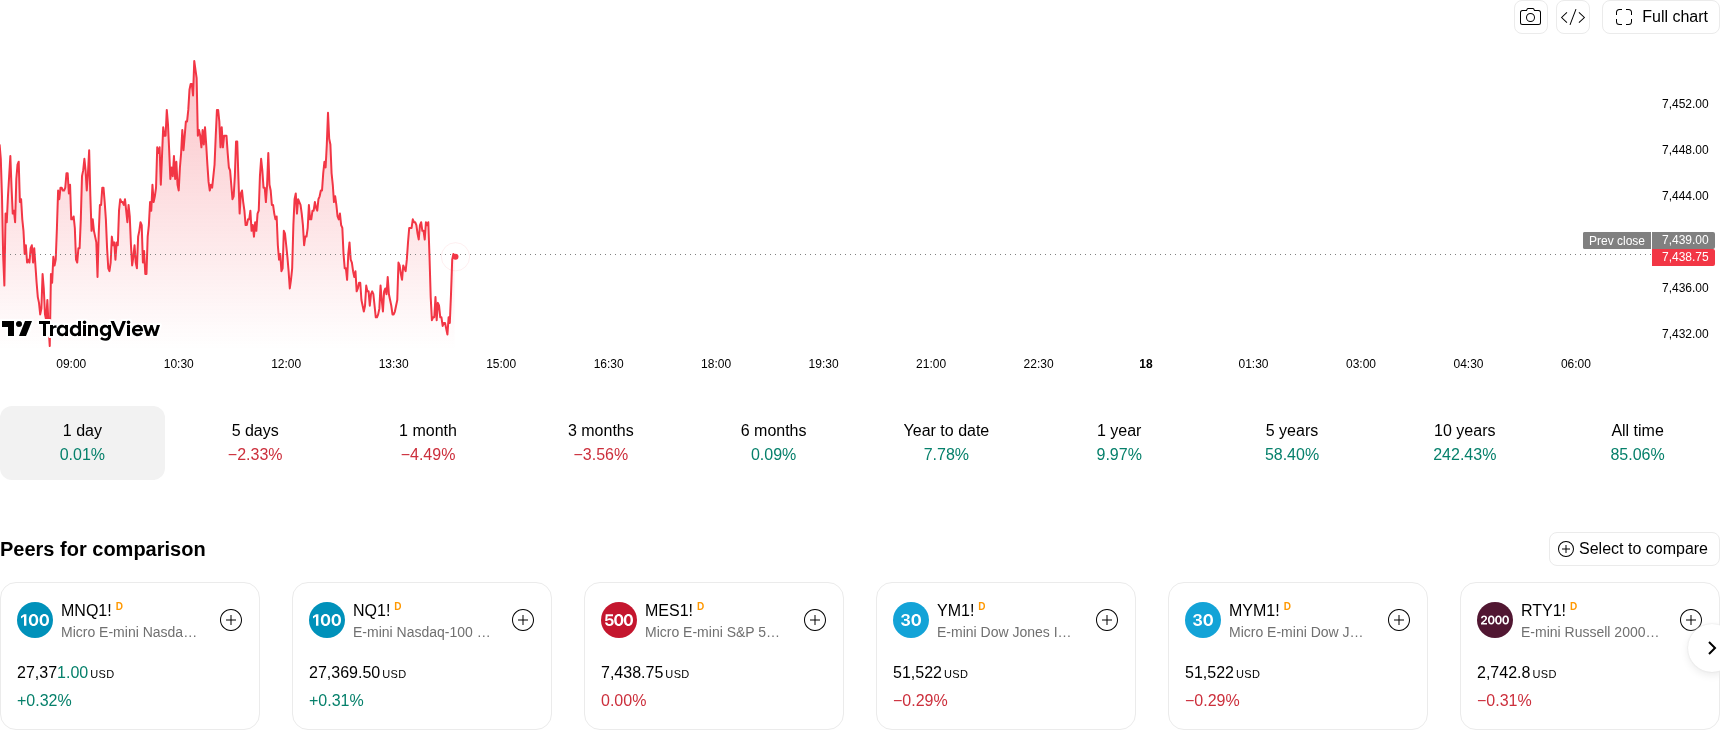 Full chart
7,452.00
7,448.00
7,444.00
Prev close 7,439.00
7,438.75
7,436.00
7,432.00
TradingView
09:00 10:30 12:00 13:30 15:00 16:30 18:00 19:30 21:00 22:30 18 01:30 03:00 04:30 06:00
1 day 5 days 1 month 3 months 6 months Year to date 1 year 5 years 10 years All time
0.01% −2.33% −4.49% −3.56% 0.09% 7.78% 9.97% 58.40% 242.43% 85.06%
Peers for comparison
Select to compare
100 MNQ1! D
Micro E-mini Nasda…
27,371.00 USD
+0.32%
100 NQ1! D
E-mini Nasdaq-100 …
27,369.50 USD
+0.31%
500 MES1! D
Micro E-mini S&P 5…
7,438.75 USD
0.00%
30 YM1! D
E-mini Dow Jones I…
51,522 USD
−0.29%
30 MYM1! D
Micro E-mini Dow J…
51,522 USD
−0.29%
2000 RTY1! D
E-mini Russell 2000…
2,742.8 USD
−0.31%